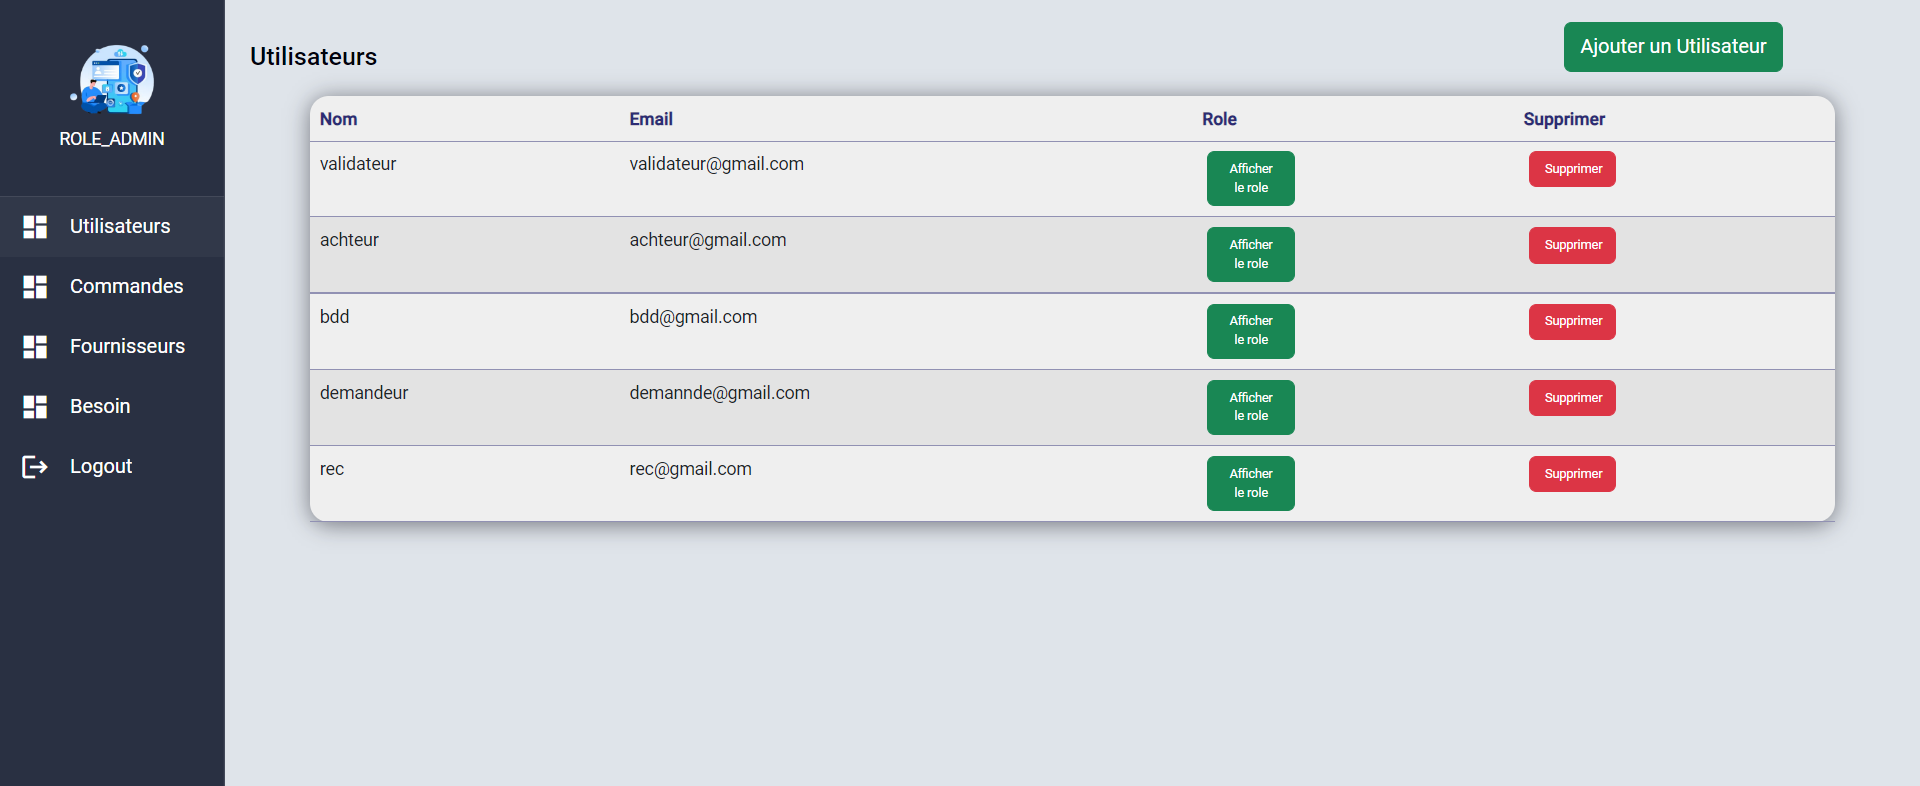 ROLE_ADMIN
Utilisateurs
Commandes
Fournisseurs
Besoin
Logout
Utilisateurs
Ajouter un Utilisateur
Nom Email Role Supprimer
validateur validateur@gmail.com Afficher le role Supprimer
achteur achteur@gmail.com Afficher le role Supprimer
bdd bdd@gmail.com Afficher le role Supprimer
demandeur demannde@gmail.com Afficher le role Supprimer
rec rec@gmail.com Afficher le role Supprimer